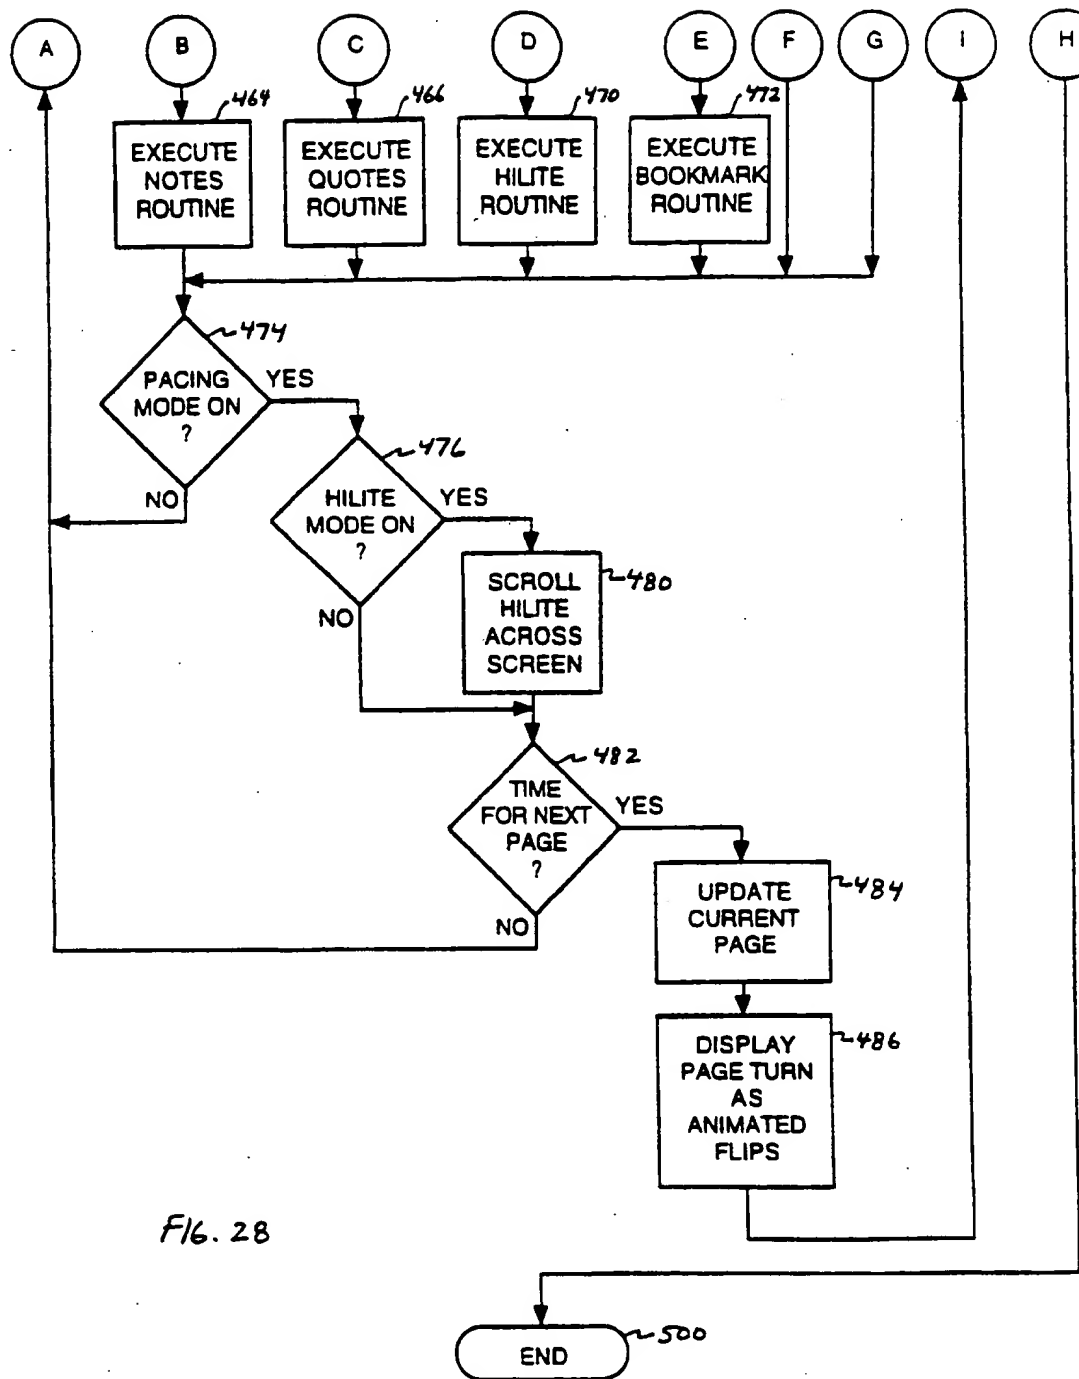 A B C D E F G I H
464 466 470 472
EXECUTE
NOTES
ROUTINE
EXECUTE
QUOTES
ROUTINE
EXECUTE
HILITE
ROUTINE
EXECUTE
BOOKMARK
ROUTINE
474
PACING
MODE ON
?
YES
NO
476
HILITE
MODE ON
?
YES
NO
480
SCROLL
HILITE
ACROSS
SCREEN
482
TIME
FOR NEXT
PAGE
?
YES
NO
484
UPDATE
CURRENT
PAGE
486
DISPLAY
PAGE TURN
AS
ANIMATED
FLIPS
FIG. 28
500
END